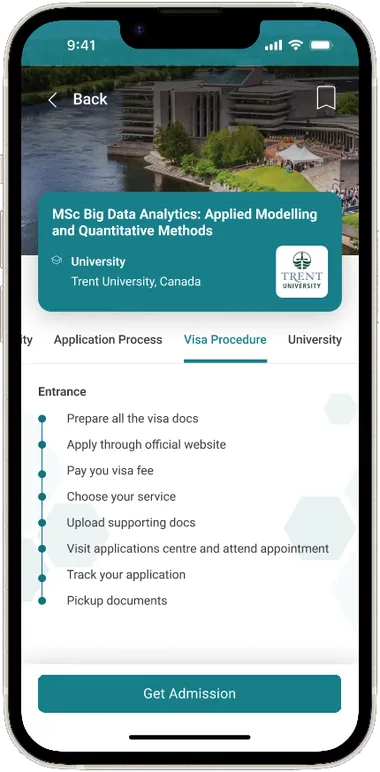 9:41
Back
MSc Big Data Analytics: Applied Modelling
and Quantitative Methods
University
Trent University, Canada
TRENT
UNIVERSITY
ity
Application Process
Visa Procedure
University
Entrance
Prepare all the visa docs
Apply through official website
Pay you visa fee
Choose your service
Upload supporting docs
Visit applications centre and attend appointment
Track your application
Pickup documents
Get Admission